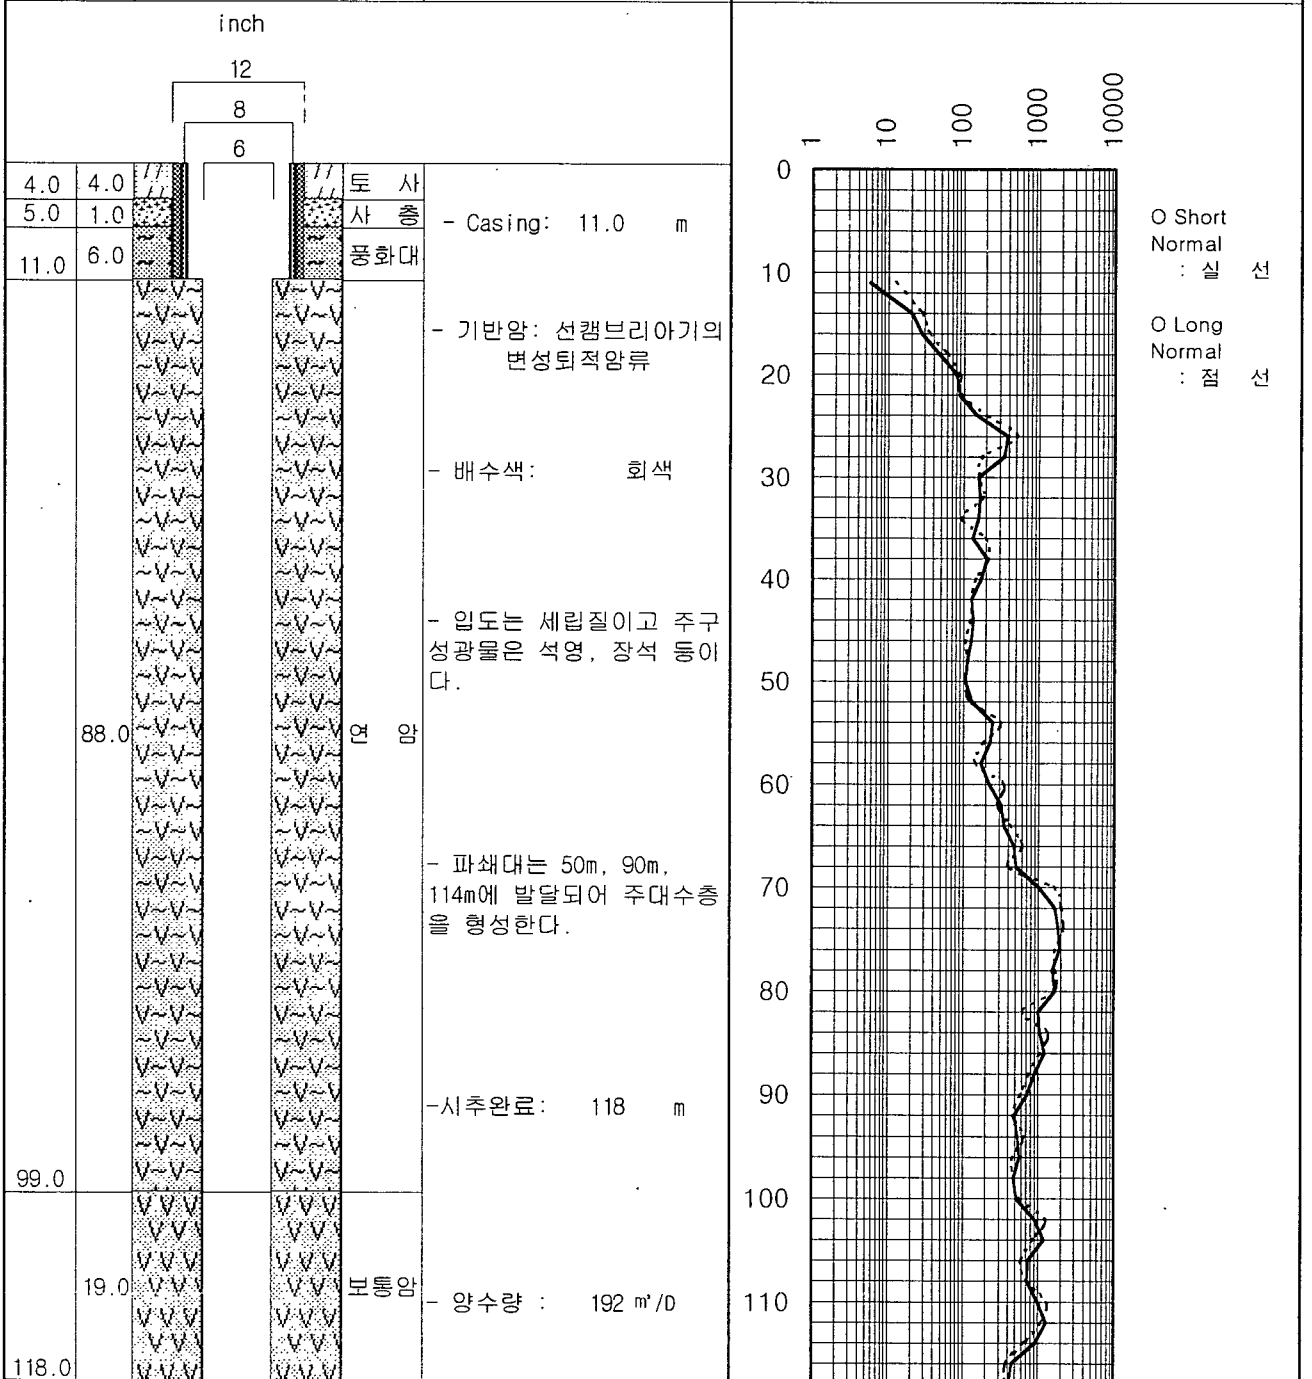 inch
12
8
6
4.0 4.0 토 사
5.0 1.0 사 층
11.0 6.0 풍화대
- Casing: 11.0 m
- 기반암: 선캠브리아기의
변성퇴적암류
- 배수색: 회색
- 입도는 세립질이고 주구
성광물은 석영, 장석 등이
다.
88.0 연 암
- 파쇄대는 50m, 90m,
114m에 발달되어 주대수층
을 형성한다.
-시추완료: 118 m
99.0
19.0 보통암
- 양수량 : 192 ㎥/D
118.0
1 10 100 1000 10000
0
10
20
30
40
50
60
70
80
90
100
110
O Short
Normal
: 실 선
O Long
Normal
: 점 선